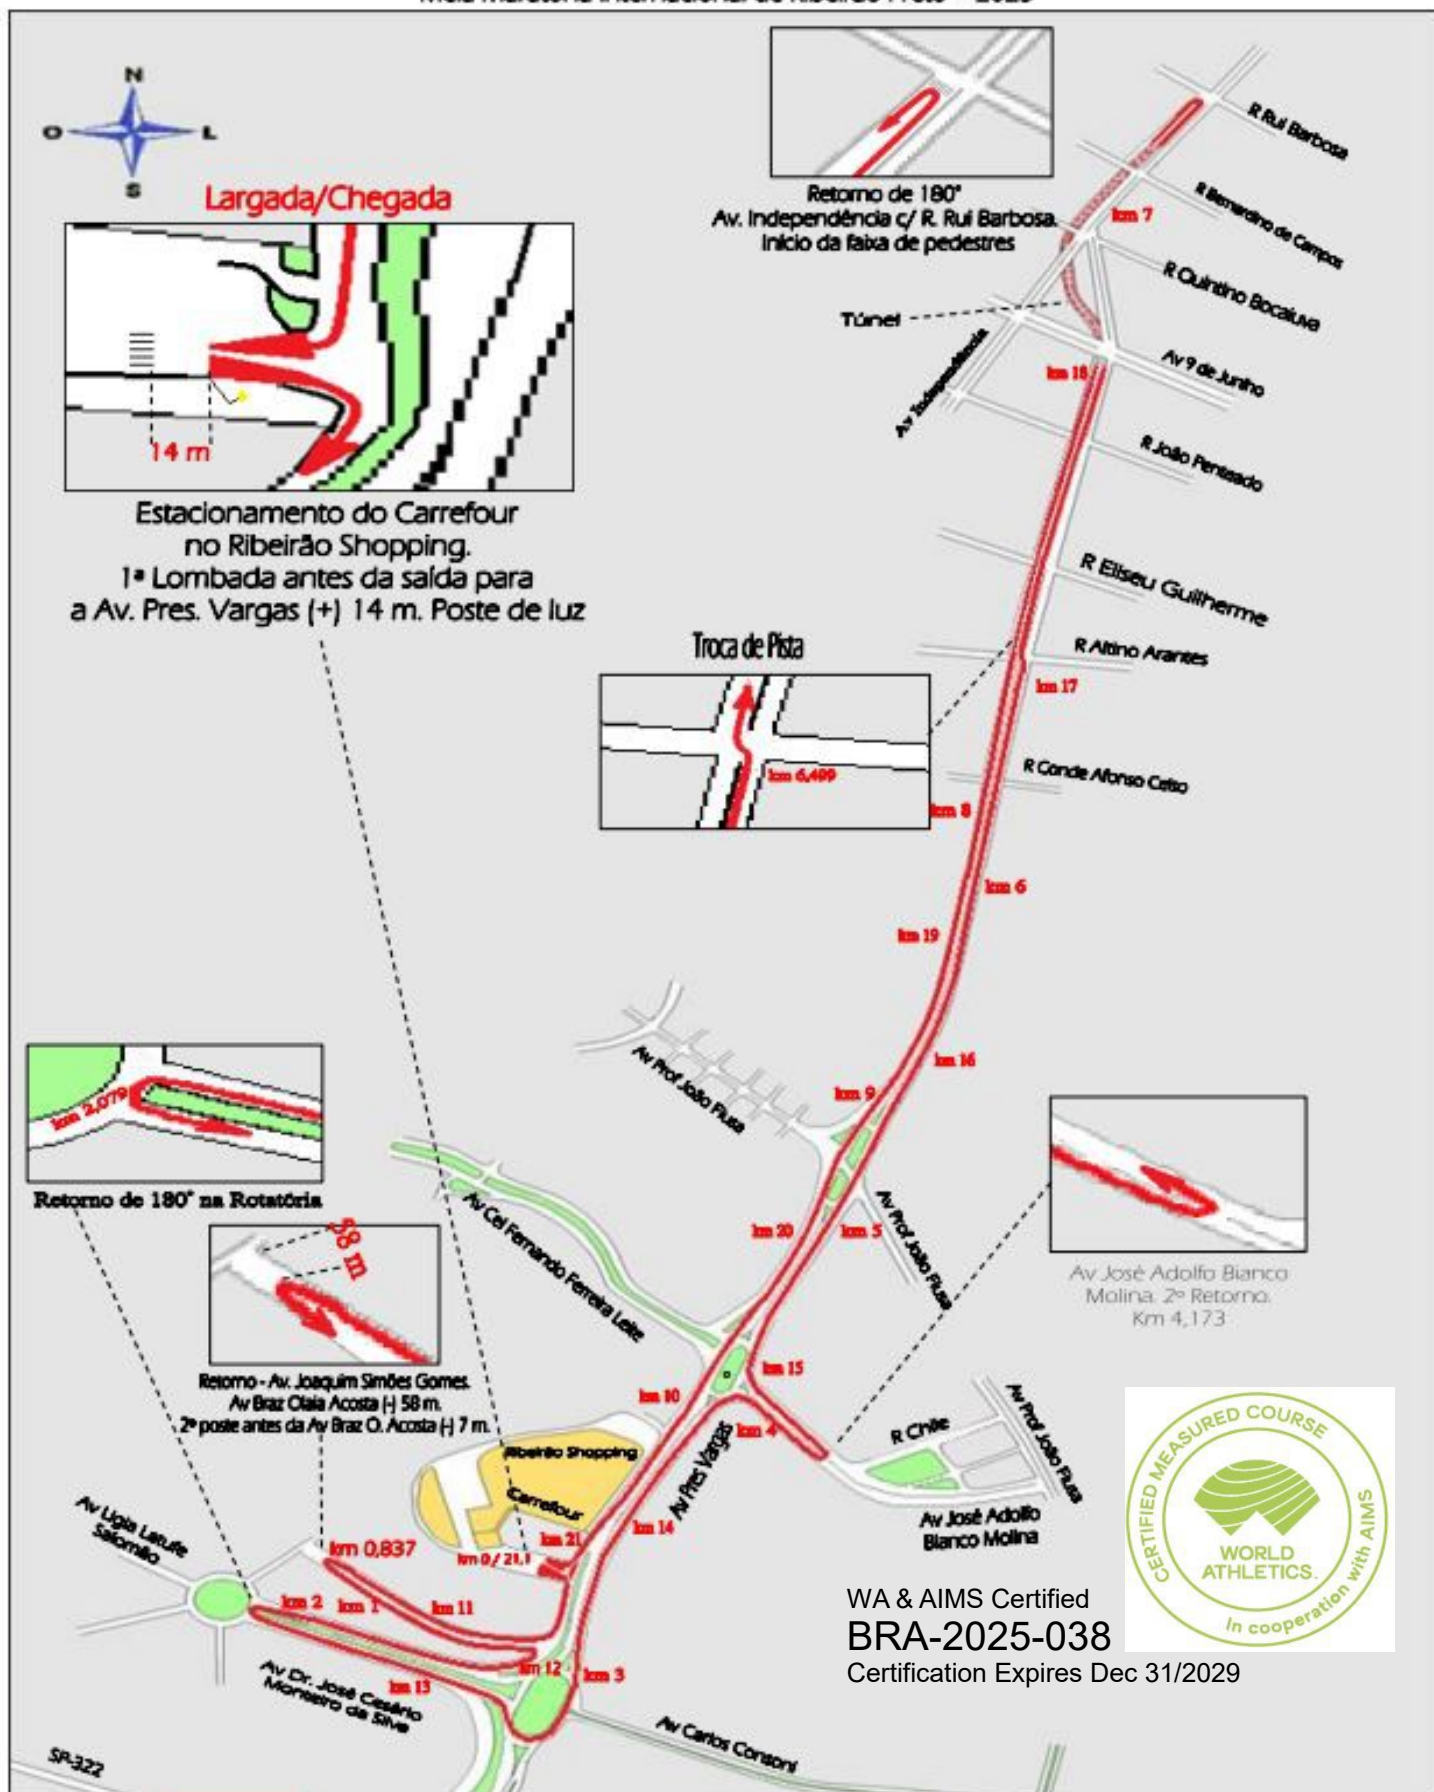 N
O
L
S
Largada/Chegada
14 m
Estacionamento do Carrefour
no Ribeirão Shopping.
1ª Lombada antes da saída para
a Av. Pres. Vargas (+) 14 m. Poste de luz
Retorno de 180°
Av. Independência c/ R. Rui Barbosa.
Início da faixa de pedestres
R Rui Barbosa
R Bernardino de Campos
km 7
R Quintino Bocaiuva
Túnel
Av 9 de Junho
km 18
Av Independência
R João Penteado
R Eliseu Guilherme
R Altino Arantes
km 17
Troca de Pista
km 6,499
R Conde Afonso Celso
km 8
km 6
km 19
km 16
Av Prof João Fiusa
km 9
km 2,079
Retorno de 180° na Rotatória
Av Cel Fernando Ferreira Leite
km 20
km 5
Av Prof João Fiusa
58 m
Retorno - Av. Joaquim Simões Gomes.
Av Braz Olaia Acosta (-) 58 m.
2º poste antes da Av Braz O. Acosta (-) 7 m.
Av José Adolfo Bianco
Molina. 2º Retorno.
Km 4,173
km 15
km 10
km 4
R Chile
Av Prof João Fiusa
Av Pres Vargas
Ribeirão Shopping
Carrefour
km 14
Av José Adolfo
Bianco Molina
km 21
km 0 / 21,1
Av Ligia Latufe
Salomão
km 0,837
km 2
km 1
km 11
km 12
km 3
km 13
Av Dr. José Cesário
Monteiro da Silva
Av Carlos Consoni
SP-322
CERTIFIED MEASURED COURSE
WORLD
ATHLETICS.
In cooperation with AIMS
WA & AIMS Certified
BRA-2025-038
Certification Expires Dec 31/2029